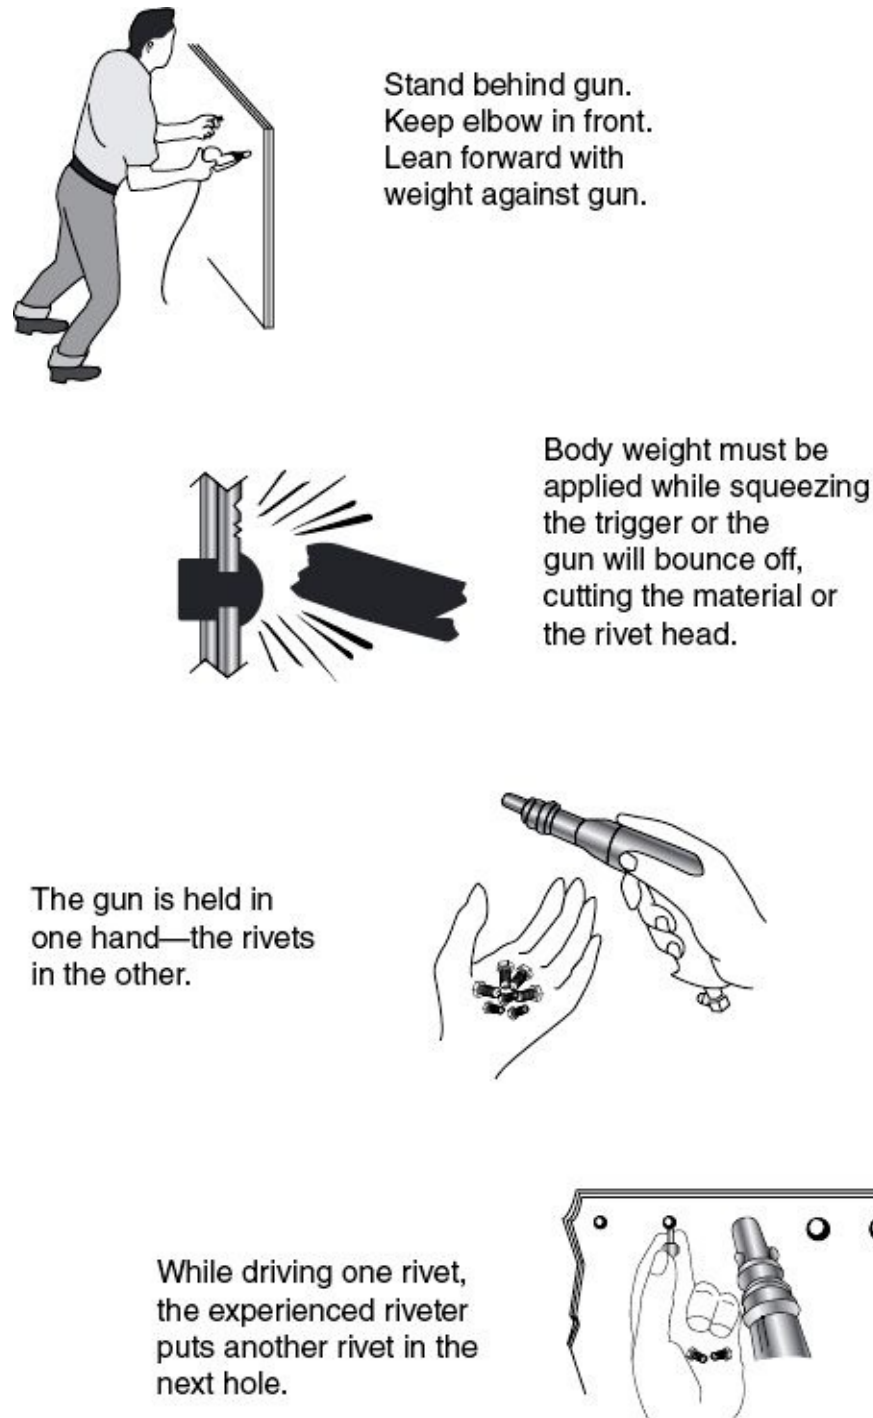 Stand behind gun.
Keep elbow in front.
Lean forward with
weight against gun.
Body weight must be
applied while squeezing
the trigger or the
gun will bounce off,
cutting the material or
the rivet head.
The gun is held in
one hand—the rivets
in the other.
While driving one rivet,
the experienced riveter
puts another rivet in the
next hole.